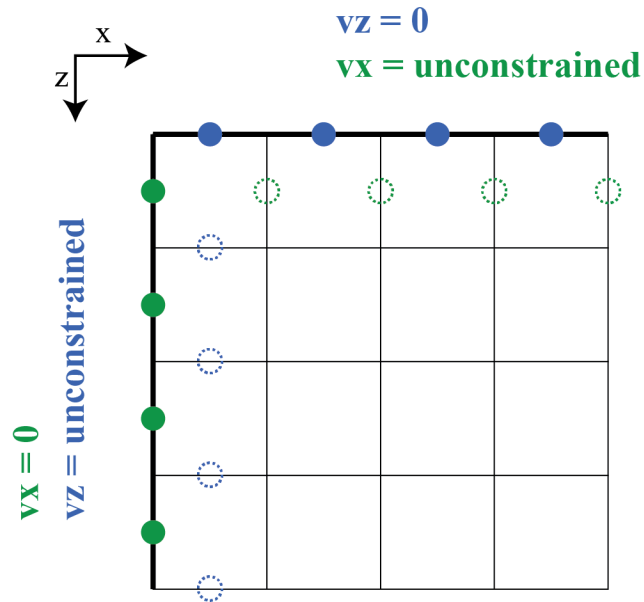 vz = 0
vx = unconstrained
x
z
vx = 0
vz = unconstrained